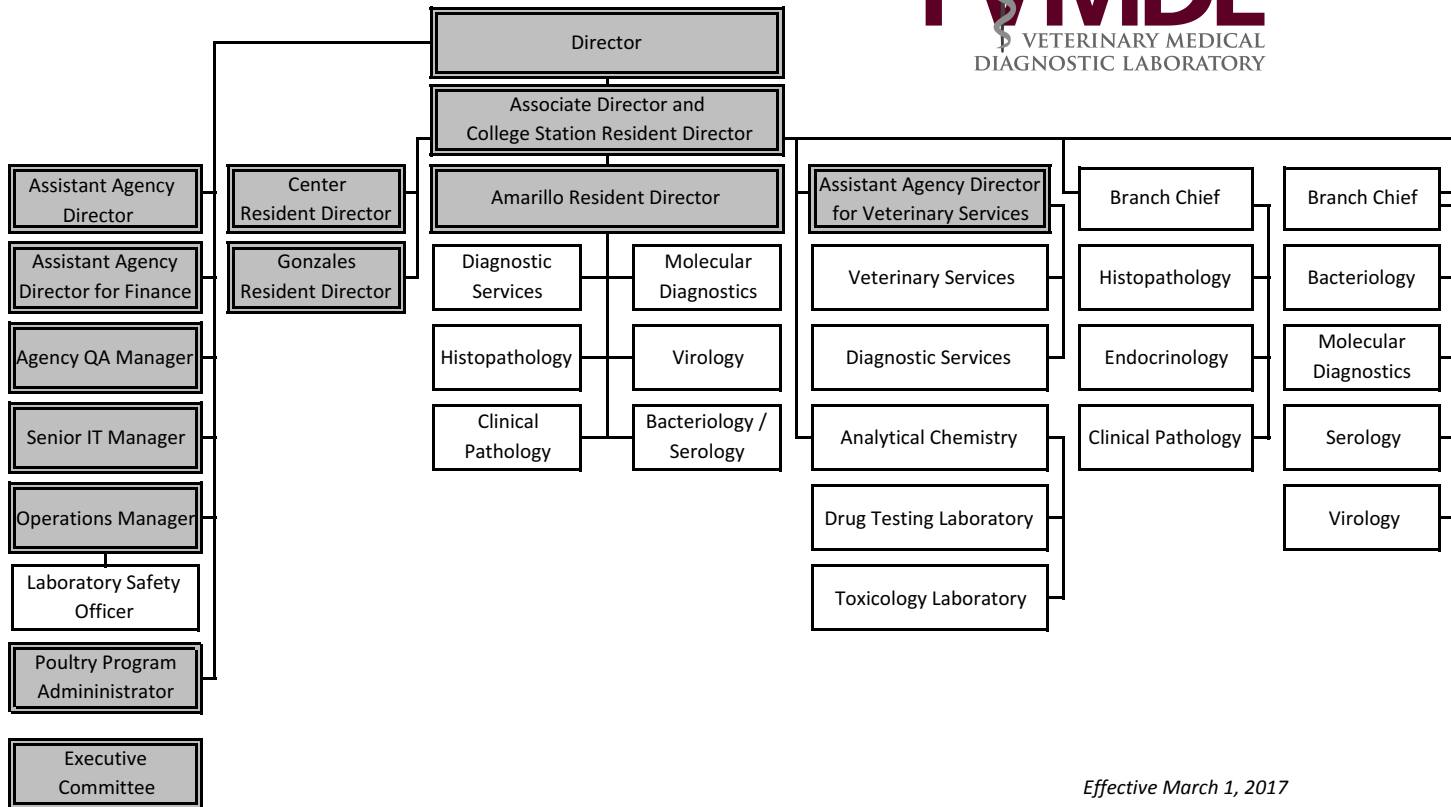 TVMDL
VETERINARY MEDICAL
DIAGNOSTIC LABORATORY
Director
Associate Director and
College Station Resident Director
Assistant Agency
Director
Center
Resident Director
Amarillo Resident Director
Assistant Agency Director
for Veterinary Services
Branch Chief
Branch Chief
Assistant Agency
Director for Finance
Gonzales
Resident Director
Diagnostic
Services
Molecular
Diagnostics
Veterinary Services
Histopathology
Bacteriology
Agency QA Manager
Histopathology
Virology
Diagnostic Services
Endocrinology
Molecular
Diagnostics
Senior IT Manager
Clinical
Pathology
Bacteriology /
Serology
Analytical Chemistry
Clinical Pathology
Serology
Operations Manager
Drug Testing Laboratory
Virology
Laboratory Safety
Officer
Toxicology Laboratory
Poultry Program
Admininistrator
Executive
Committee
Effective March 1, 2017